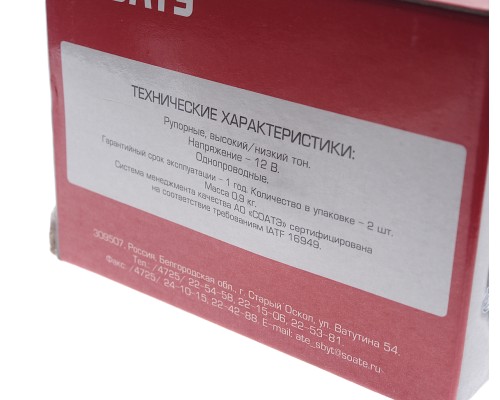 СОАТЭ
ТЕХНИЧЕСКИЕ ХАРАКТЕРИСТИКИ:
Рупорные, высокий/низкий тон.
Напряжение – 12 В.
Однопроводные.
Гарантийный срок эксплуатации – 1 год. Количество в упаковке – 2 шт.
Масса 0,9 кг.
Система менеджмента качества АО «СОАТЭ» сертифицирована
на соответствие требованиям IATF 16949.
309507, Россия, Белгородская обл., г. Старый Оскол, ул. Ватутина 54.
Тел.: /4725/ 22-54-58, 22-15-06, 22-53-81.
Факс: /4725/ 24-10-15, 22-42-88. E-mail: ate_sbyt@soate.ru